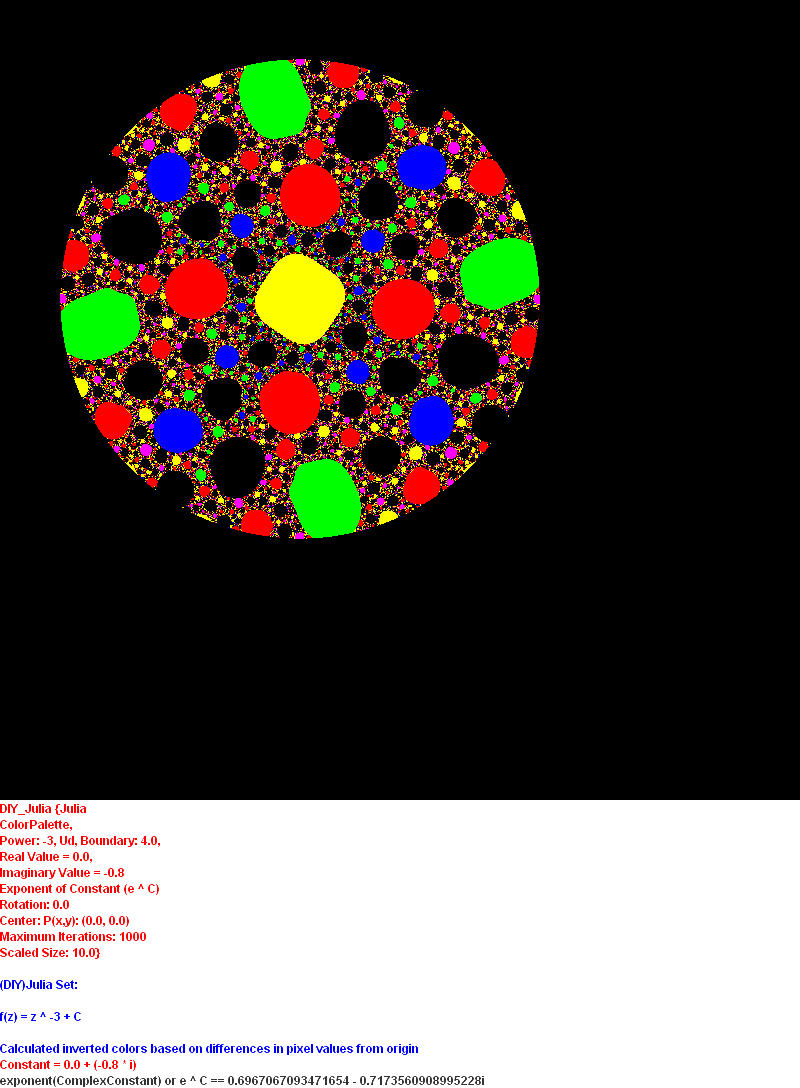 DIY_Julia {Julia
ColorPalette,
Power: -3, Ud, Boundary: 4.0,
Real Value = 0.0,
Imaginary Value = -0.8
Exponent of Constant (e ^ C)
Rotation: 0.0
Center: P(x,y): (0.0, 0.0)
Maximum Iterations: 1000
Scaled Size: 10.0}
(DIY)Julia Set:
f(z) = z ^ -3 + C
Calculated inverted colors based on differences in pixel values from origin
Constant = 0.0 + (-0.8 * i)
exponent(ComplexConstant) or e ^ C == 0.6967067093471654 - 0.7173560908995228i